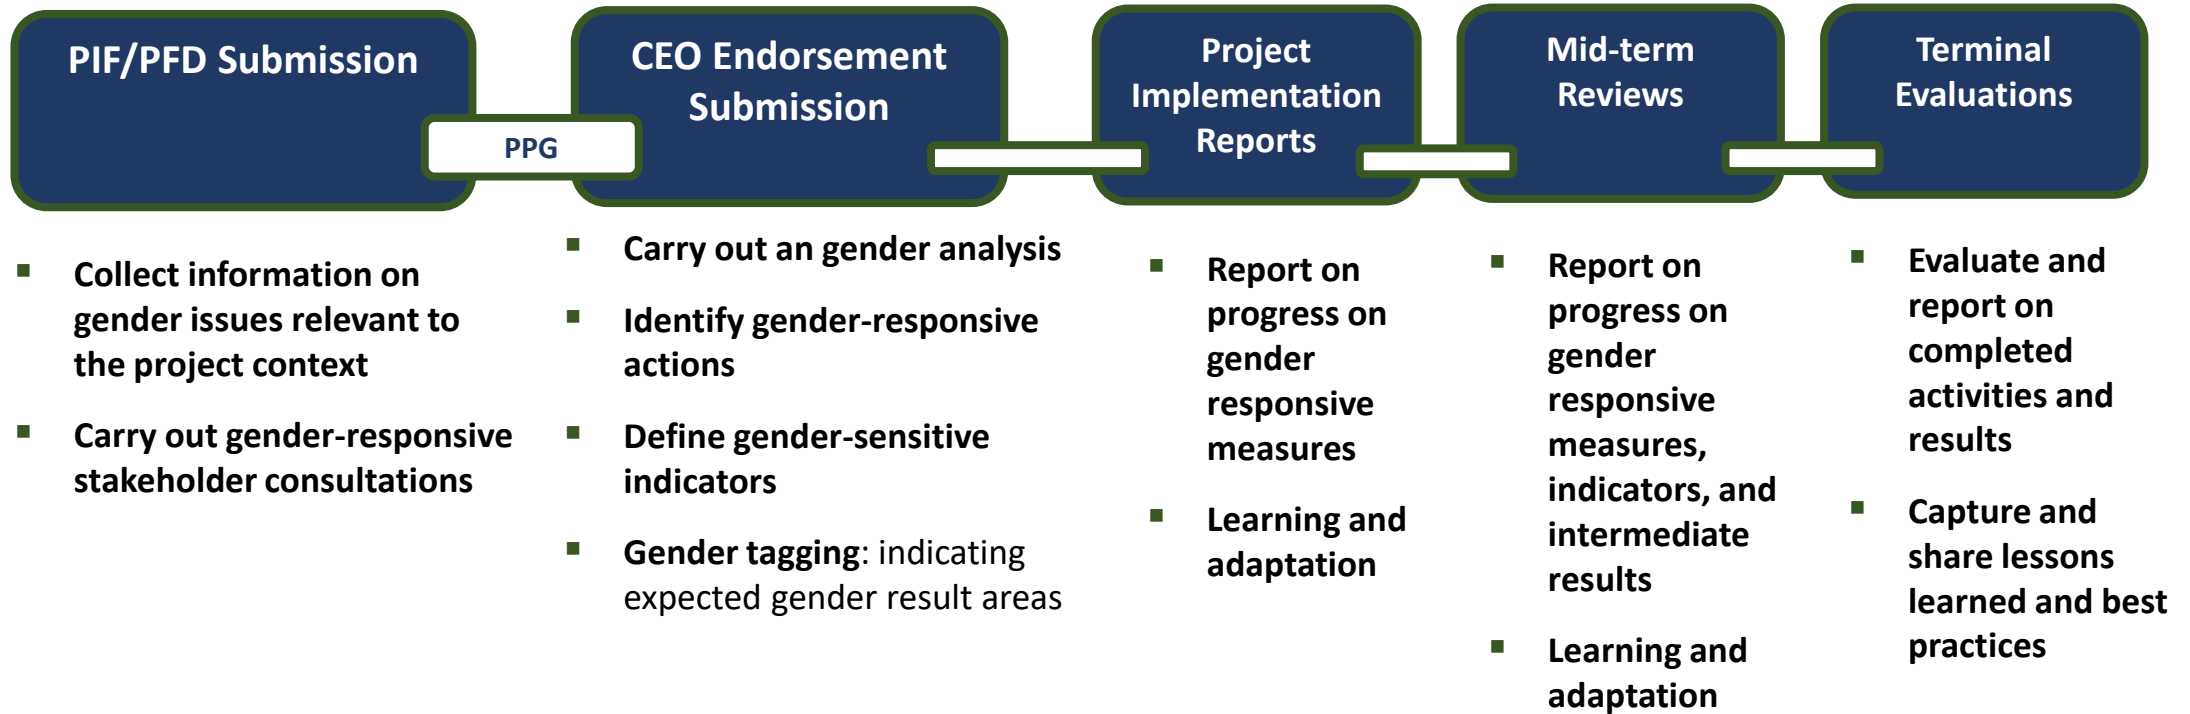 PIF/PFD Submission
PPG
CEO Endorsement
Submission
Project
Implementation
Reports
Mid-term
Reviews
Terminal
Evaluations
▪ Collect information on
gender issues relevant to
the project context
▪ Carry out gender-responsive
stakeholder consultations
▪ Carry out an gender analysis
▪ Identify gender-responsive
actions
▪ Define gender-sensitive
indicators
▪ Gender tagging: indicating
expected gender result areas
▪ Report on
progress on
gender
responsive
measures
▪ Learning and
adaptation
▪ Report on
progress on
gender
responsive
measures,
indicators, and
intermediate
results
▪ Learning and
adaptation
▪ Evaluate and
report on
completed
activities and
results
▪ Capture and
share lessons
learned and best
practices